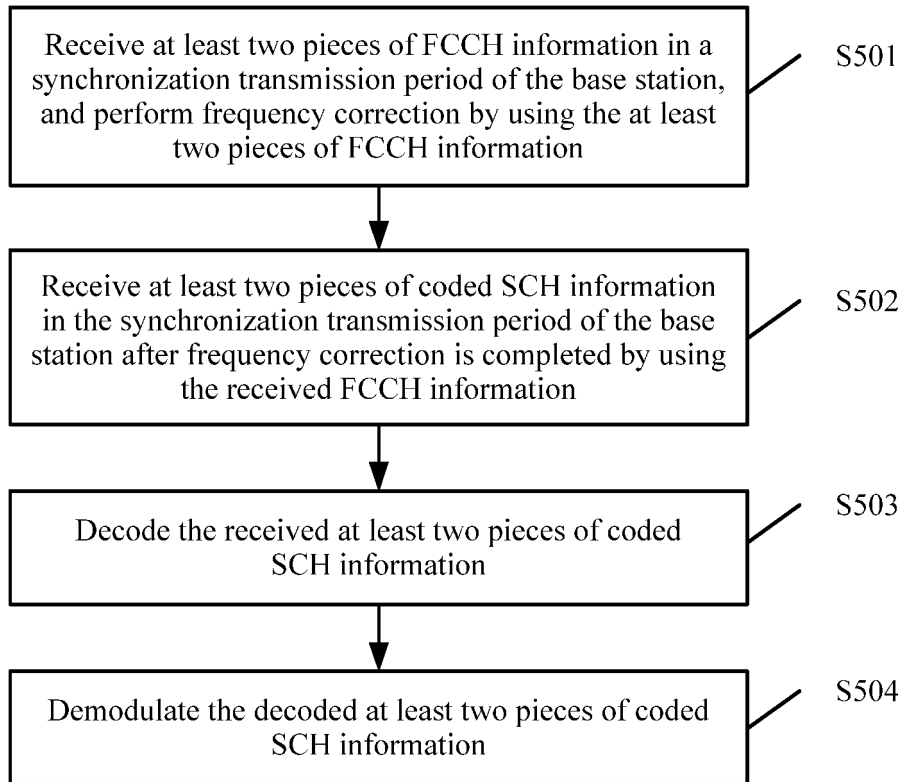 Receive at least two pieces of FCCH information in a
synchronization transmission period of the base station,
and perform frequency correction by using the at least
two pieces of FCCH information
S501
Receive at least two pieces of coded SCH information
in the synchronization transmission period of the base
station after frequency correction is completed by using
the received FCCH information
S502
Decode the received at least two pieces of coded
SCH information
S503
Demodulate the decoded at least two pieces of coded
SCH information
S504